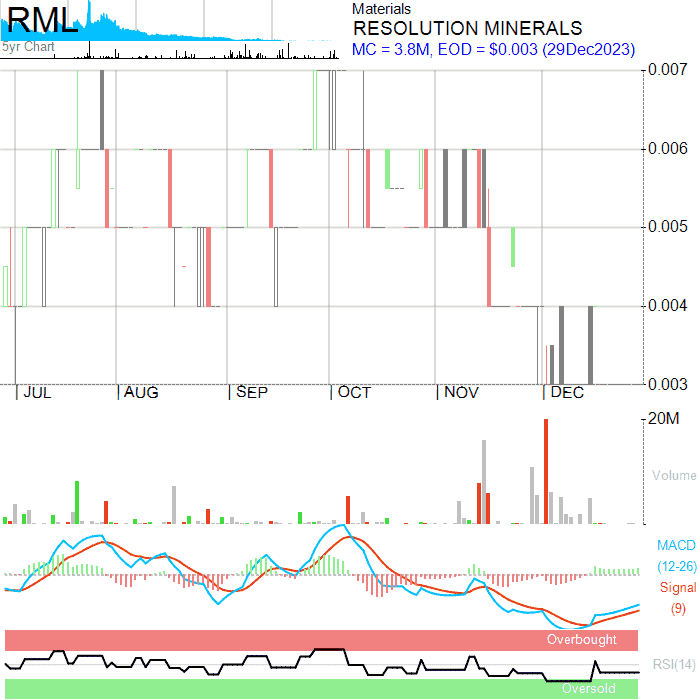 RML
5yr Chart
Materials
RESOLUTION MINERALS
MC = 3.8M, EOD = $0.003 (29Dec2023)
0.007
0.006
0.005
0.004
0.003
JUL AUG SEP OCT NOV DEC
20M
Volume
MACD
(12-26)
Signal
(9)
Overbought
RSI(14)
Oversold